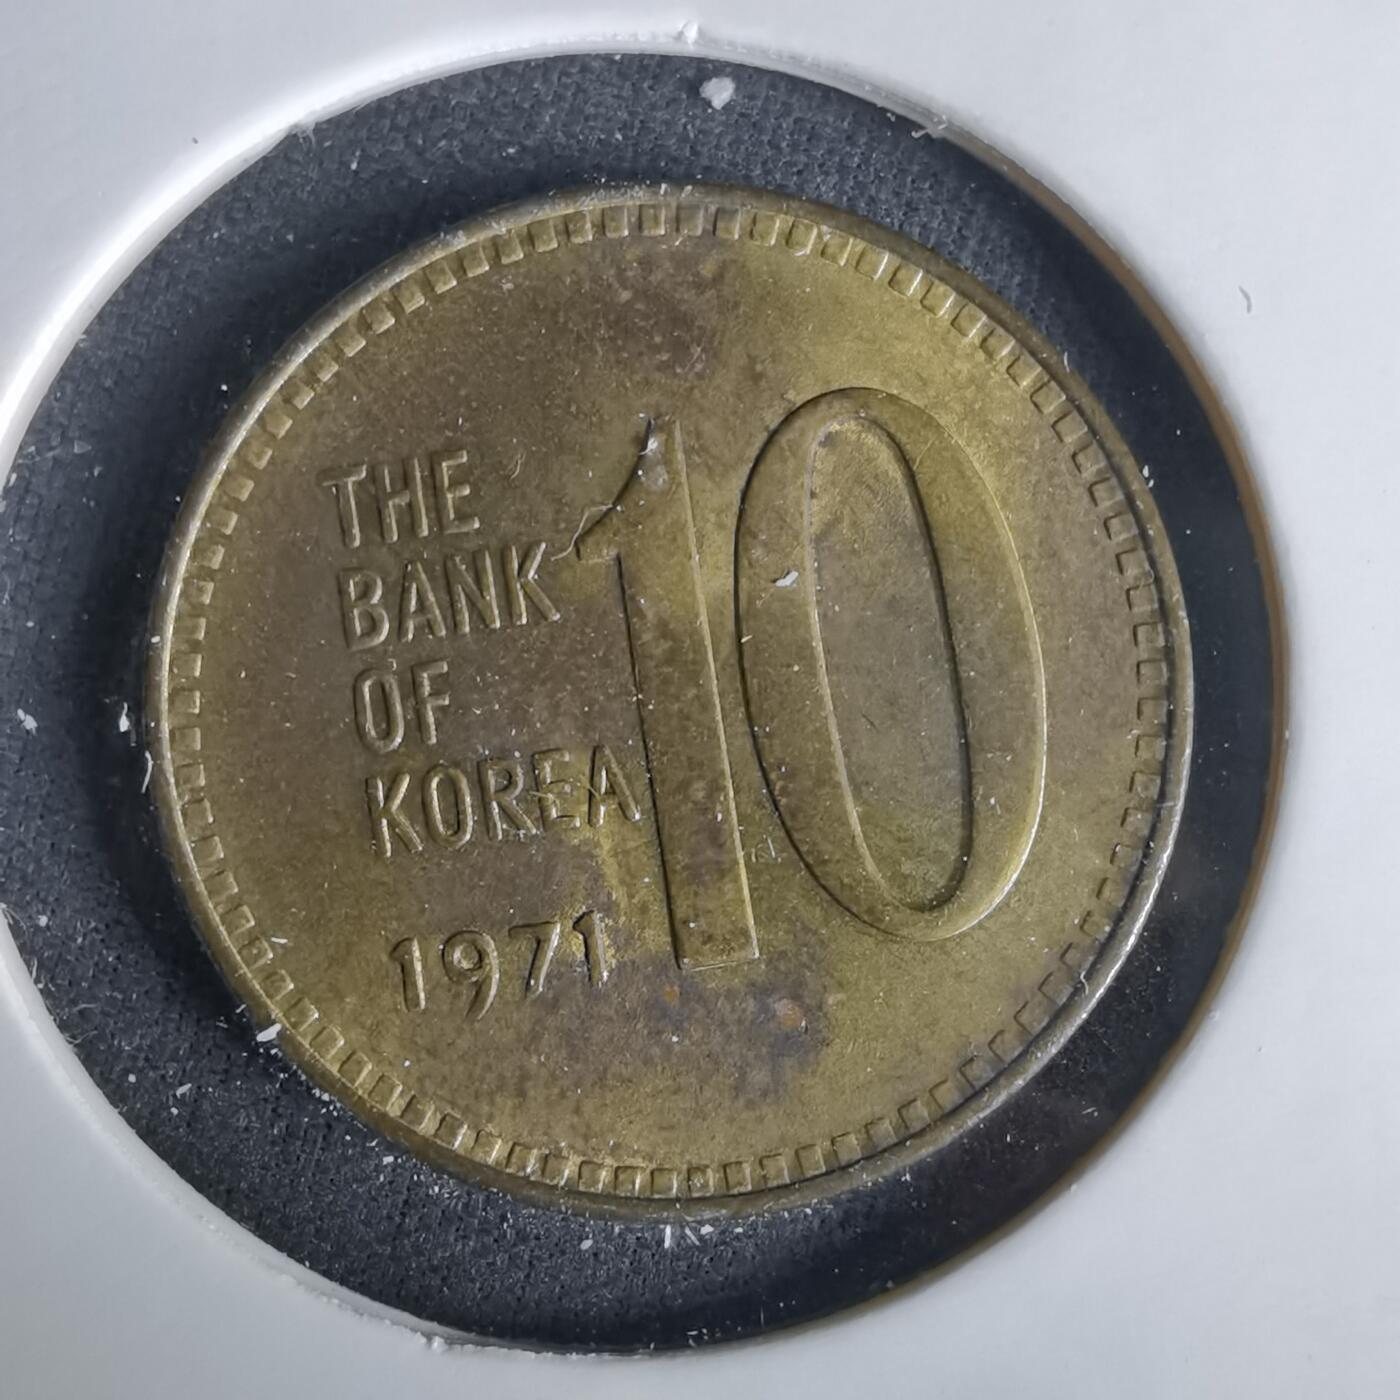 THE
BANK
OF
KOREA
1971
10